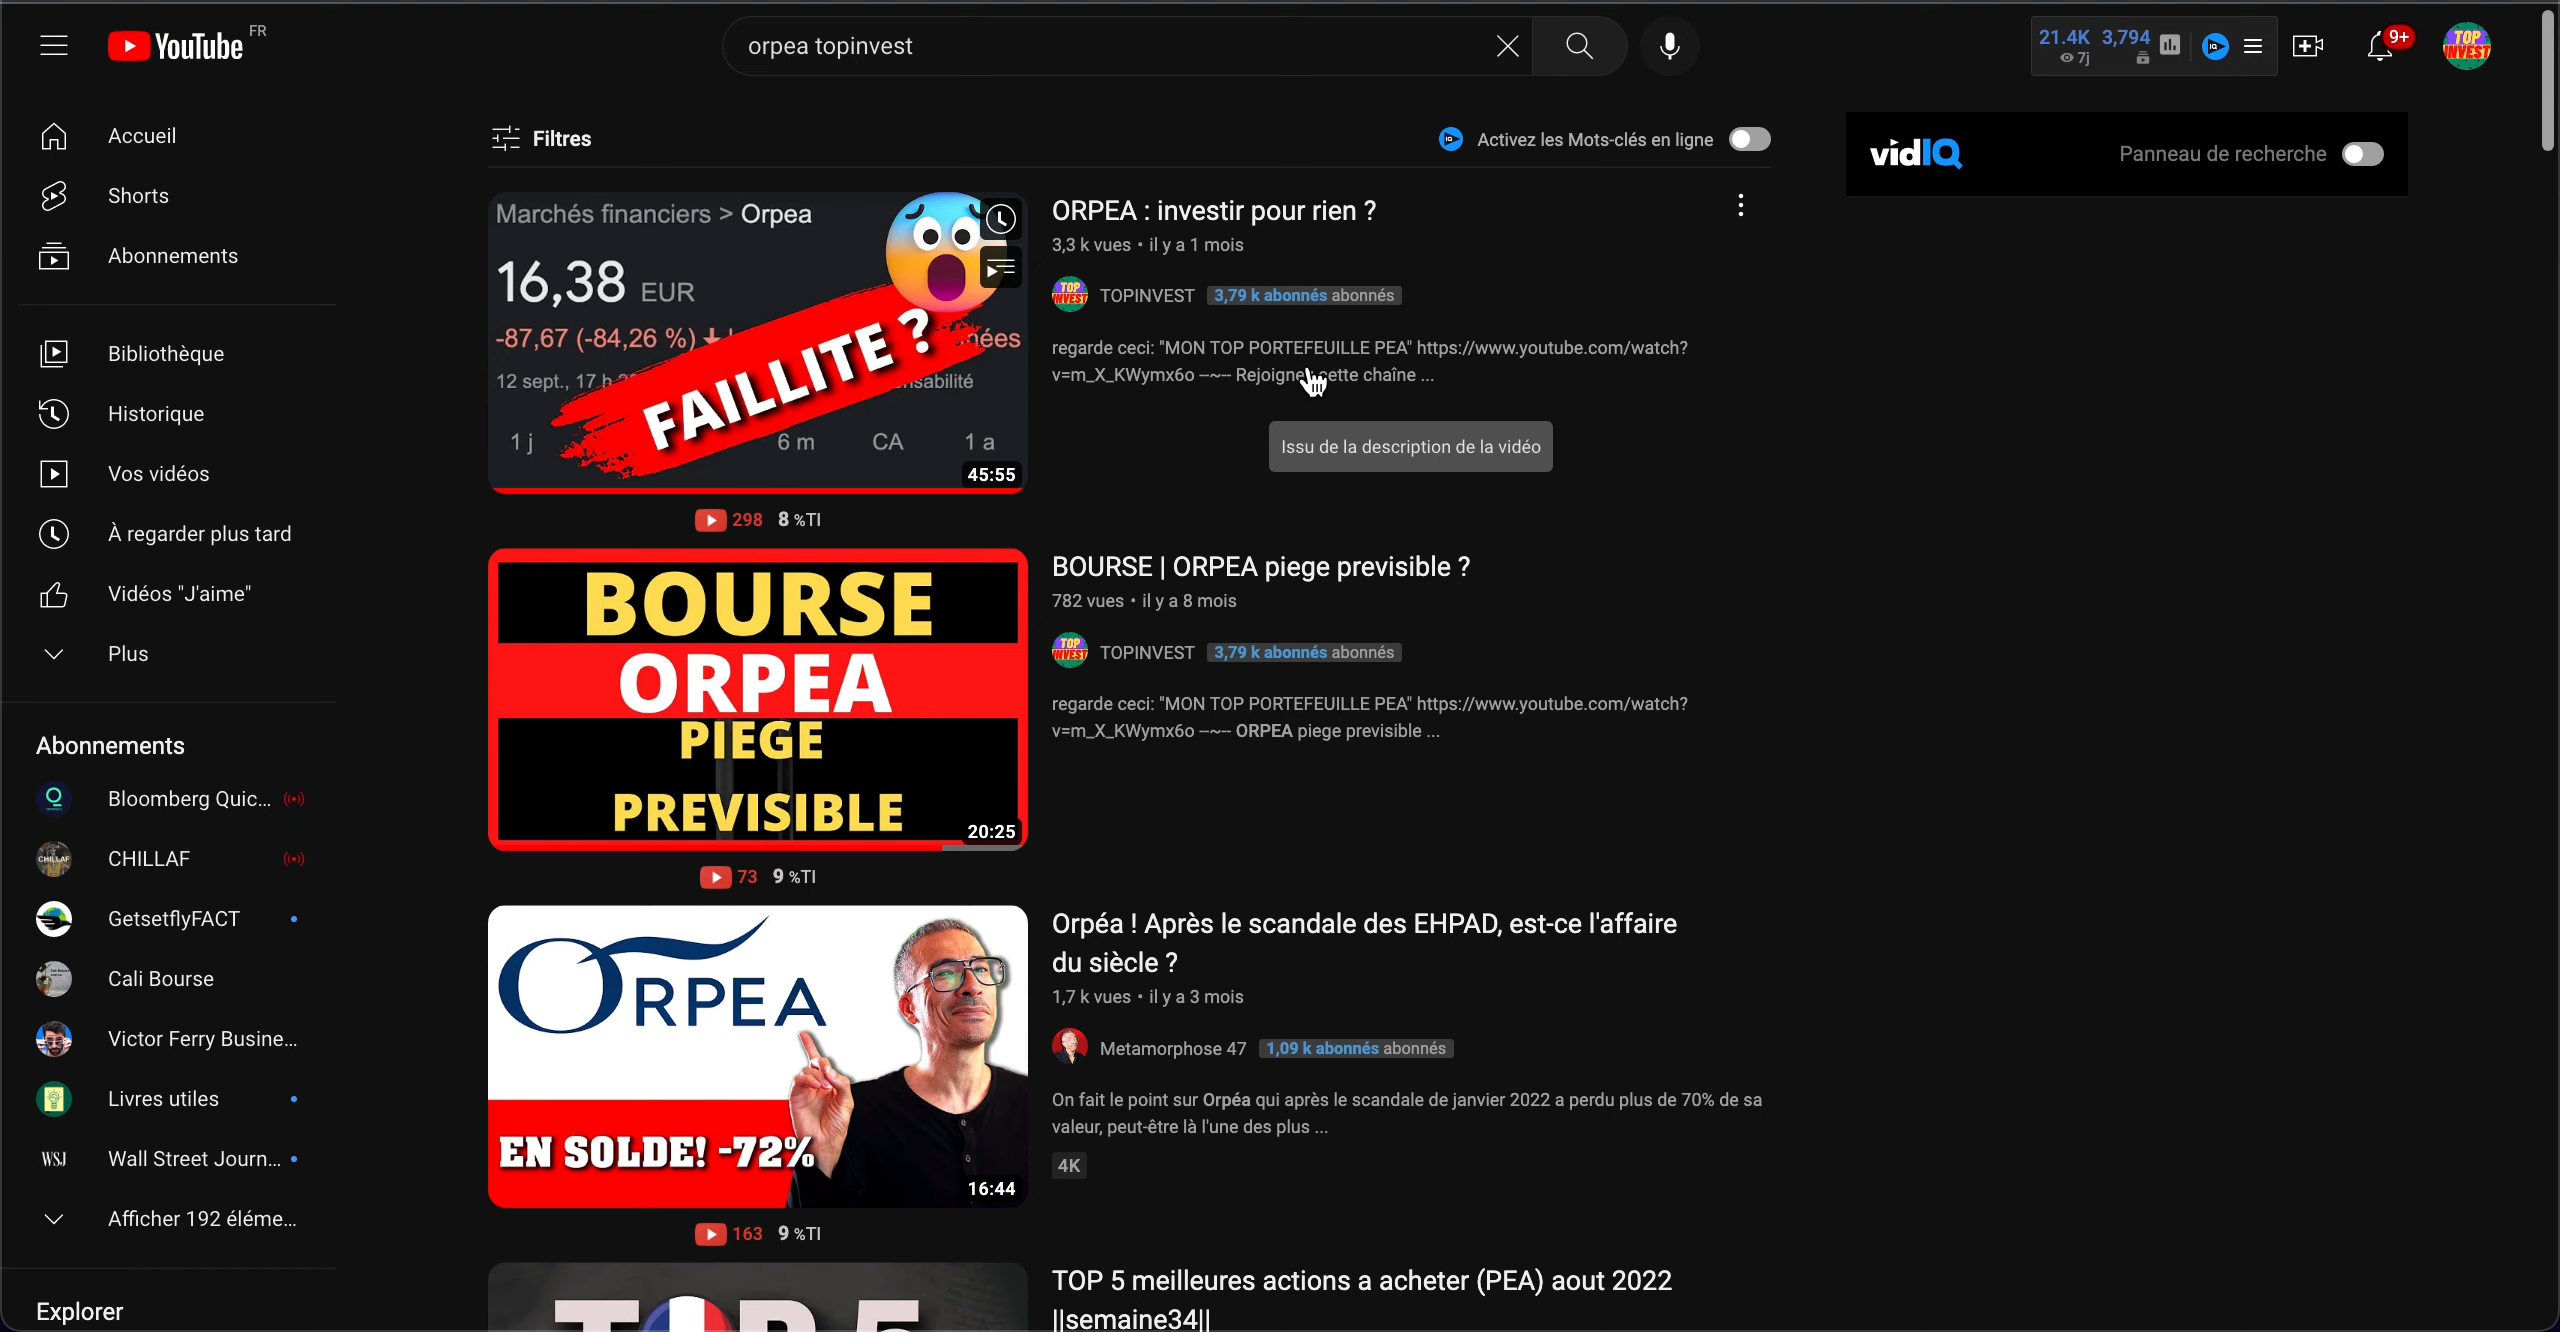 YouTube FR
orpea topinvest
21.4K 3,794
7j
9+
TOP INVEST
Accueil
Shorts
Abonnements
Bibliothèque
Historique
Vos vidéos
À regarder plus tard
Vidéos "J'aime"
Plus
Abonnements
Bloomberg Quic...
CHILLAF
GetsetflyFACT
Cali Bourse
Victor Ferry Busine...
Livres utiles
WSJ Wall Street Journ...
Afficher 192 éléme...
Explorer
Filtres
Activez les Mots-clés en ligne
vidIQ Panneau de recherche
Marchés financiers > Orpea
16,38 EUR
-87,67 (-84,26 %)
FAILLITE ?
12 sept., 17 h
1 j 6 m CA 1 a
45:55
298 8 %TI
ORPEA : investir pour rien ?
3,3 k vues • il y a 1 mois
TOPINVEST 3,79 k abonnés abonnés
regarde ceci: "MON TOP PORTEFEUILLE PEA" https://www.youtube.com/watch?
v=m_X_KWymx6o --~-- Rejoignez cette chaîne ...
Issu de la description de la vidéo
BOURSE
ORPEA
PIEGE
PREVISIBLE
20:25
73 9 %TI
BOURSE | ORPEA piege previsible ?
782 vues • il y a 8 mois
TOPINVEST 3,79 k abonnés abonnés
regarde ceci: "MON TOP PORTEFEUILLE PEA" https://www.youtube.com/watch?
v=m_X_KWymx6o --~-- ORPEA piege previsible ...
ORPEA
EN SOLDE! -72%
16:44
163 9 %TI
Orpéa ! Après le scandale des EHPAD, est-ce l'affaire
du siècle ?
1,7 k vues • il y a 3 mois
Metamorphose 47 1,09 k abonnés abonnés
On fait le point sur Orpéa qui après le scandale de janvier 2022 a perdu plus de 70% de sa
valeur, peut-être là l'une des plus ...
4K
TOP 5
TOP 5 meilleures actions a acheter (PEA) aout 2022
||semaine34||